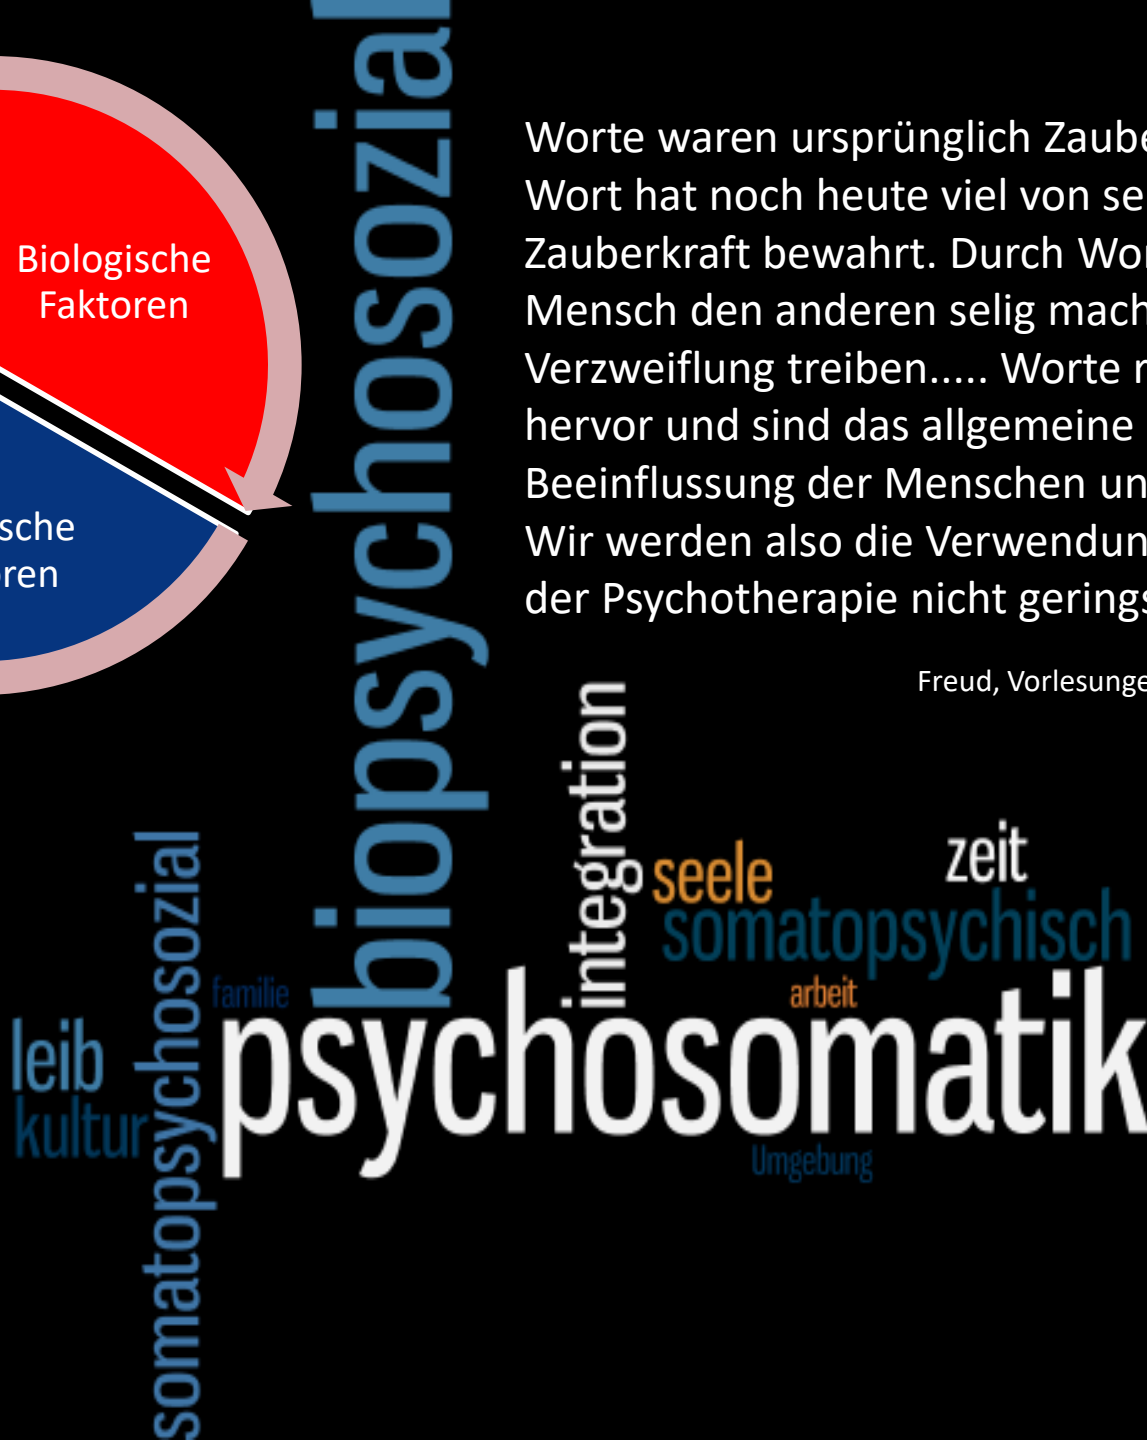 biopsychosozial
Biologische
Faktoren
sche
ren
Worte waren ursprünglich Zaube
Wort hat noch heute viel von se
Zauberkraft bewahrt. Durch Wo
Mensch den anderen selig mach
Verzweiflung treiben..... Worte
hervor und sind das allgemeine
Beeinflussung der Menschen un
Wir werden also die Verwendun
der Psychotherapie nicht gerings
Freud, Vorlesunge
integration
seele
zeit
somatopsychisch
somatopsychosozial
familie
arbeit
leib
psychosomatik
kultur
Umgebung